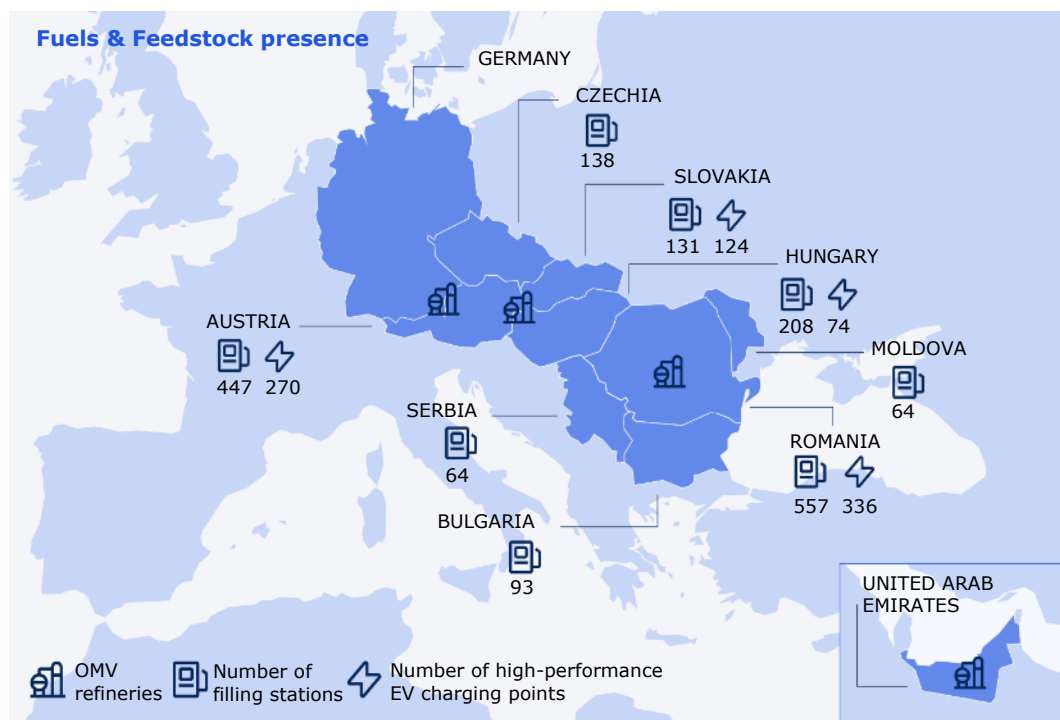 Fuels & Feedstock presence
GERMANY
CZECHIA
138
SLOVAKIA
131 124
HUNGARY
208 74
AUSTRIA
447 270
MOLDOVA
64
SERBIA
64
ROMANIA
557 336
BULGARIA
93
UNITED ARAB
EMIRATES
OMV
refineries
Number of
filling stations
Number of high-performance
EV charging points